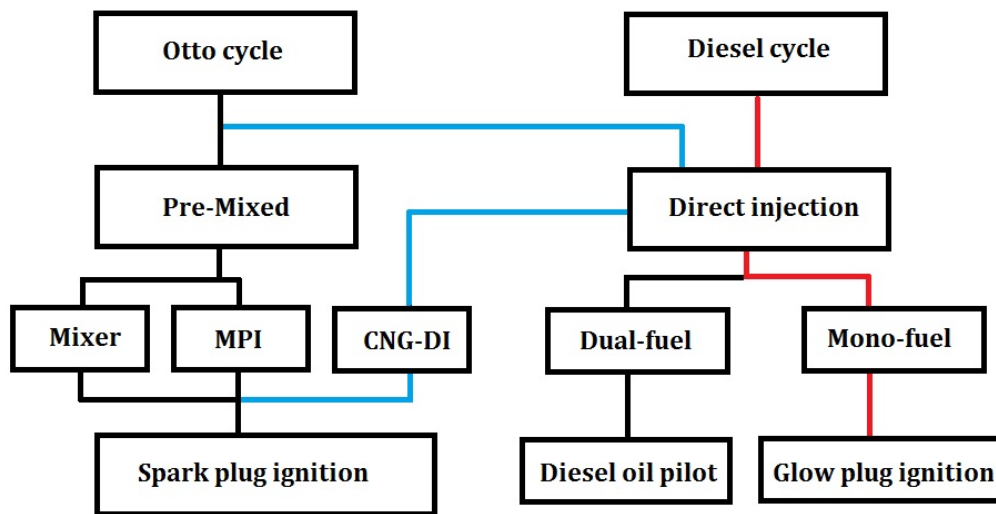 Otto cycle
Diesel cycle
Pre-Mixed
Direct injection
Mixer
MPI
CNG-DI
Dual-fuel
Mono-fuel
Spark plug ignition
Diesel oil pilot
Glow plug ignition